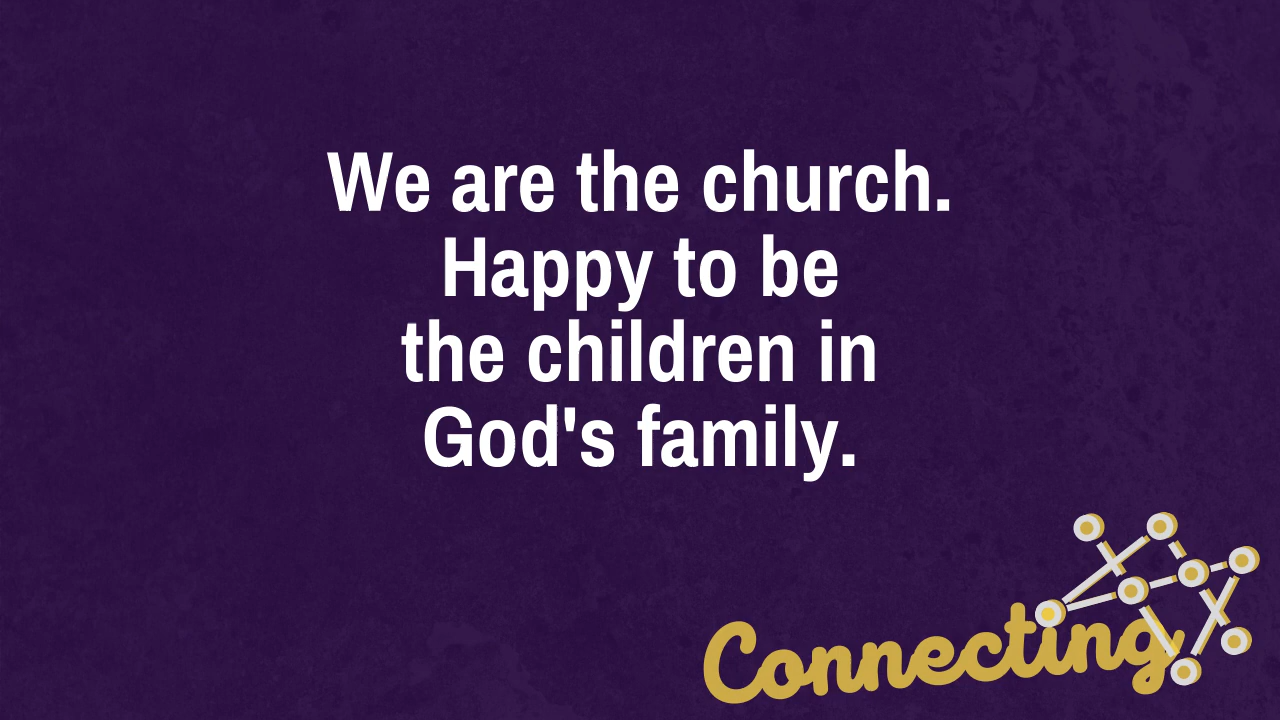 We are the church.
Happy to be
the children in
God's family.
Connecting